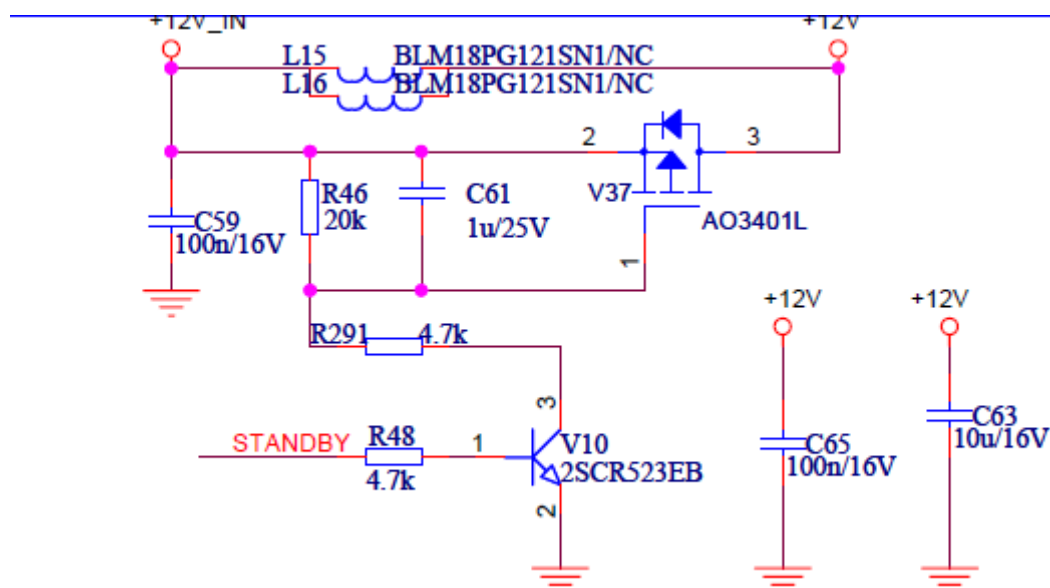 +12V_IN
+12V
L15 BLM18PG121SN1/NC
L16 BLM18PG121SN1/NC
2
3
R46
20k
C61
1u/25V
V37
AO3401L
C59
100n/16V
1
+12V
+12V
R291 4.7k
3
STANDBY
R48
4.7k
1
V10
2SCR523EB
2
C65
100n/16V
C63
10u/16V